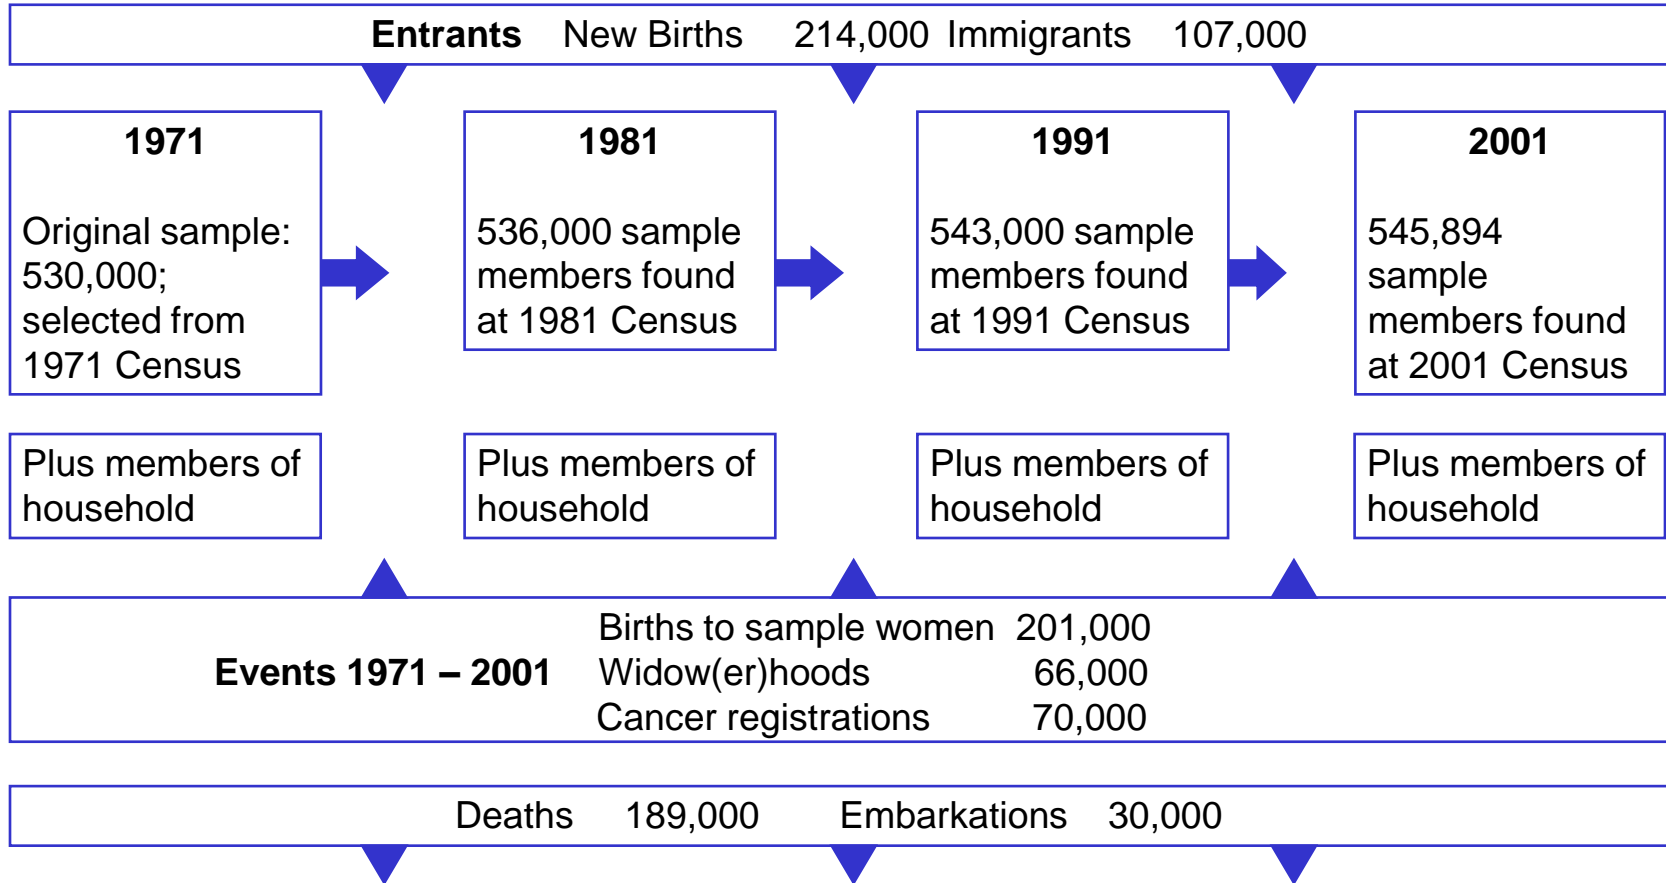 Entrants New Births 214,000 Immigrants 107,000
1971
Original sample:
530,000;
selected from
1971 Census
1981
536,000 sample
members found
at 1981 Census
1991
543,000 sample
members found
at 1991 Census
2001
545,894
sample
members found
at 2001 Census
Plus members of
household
Plus members of
household
Plus members of
household
Plus members of
household
Events 1971 – 2001
Births to sample women 201,000
Widow(er)hoods 66,000
Cancer registrations 70,000
Deaths 189,000 Embarkations 30,000